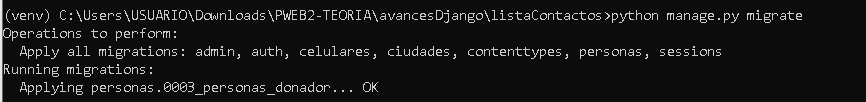 (venv) C:\Users\USUARIO\Downloads\PWEB2-TEORIA\avancesDjango\listaContactos>python manage.py migrate
Operations to perform:
  Apply all migrations: admin, auth, celulares, ciudades, contenttypes, personas, sessions
Running migrations:
  Applying personas.0003_personas_donador... OK